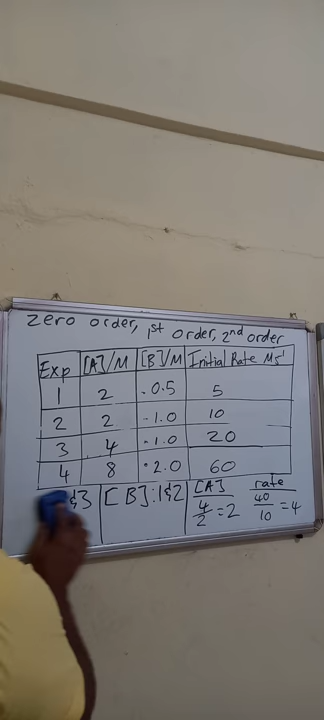 zero order, 1st order, 2nd order
Exp [A]/M [B]/M Initial Rate Ms-1
1 2 0.5 5
2 2 1.0 10
3 4 1.0 20
4 8 2.0 60
&3 [B]: 1&2 [A] rate
4/2 = 2 40/10 = 4